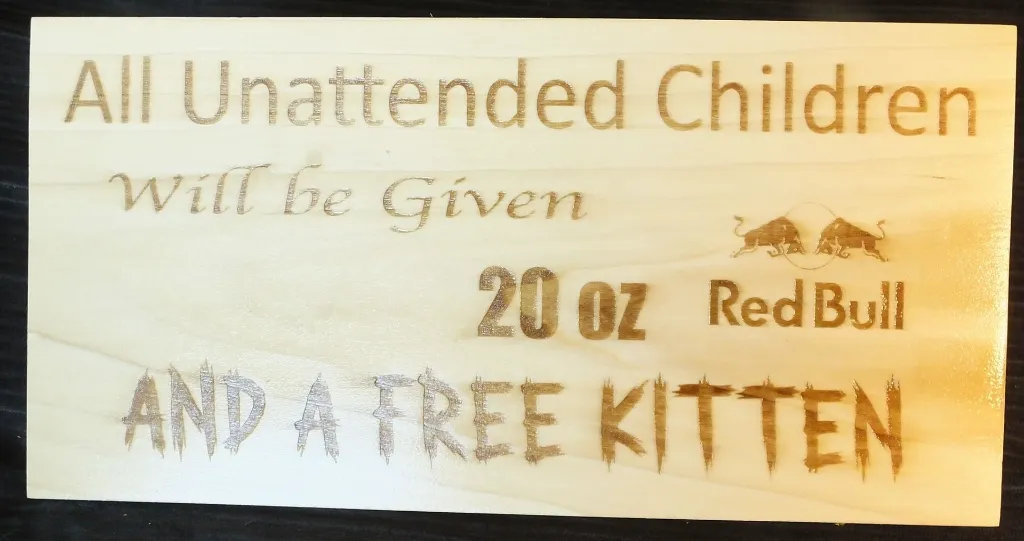 All Unattended Children
Will be Given
20 oz Red Bull
AND A FREE KITTEN